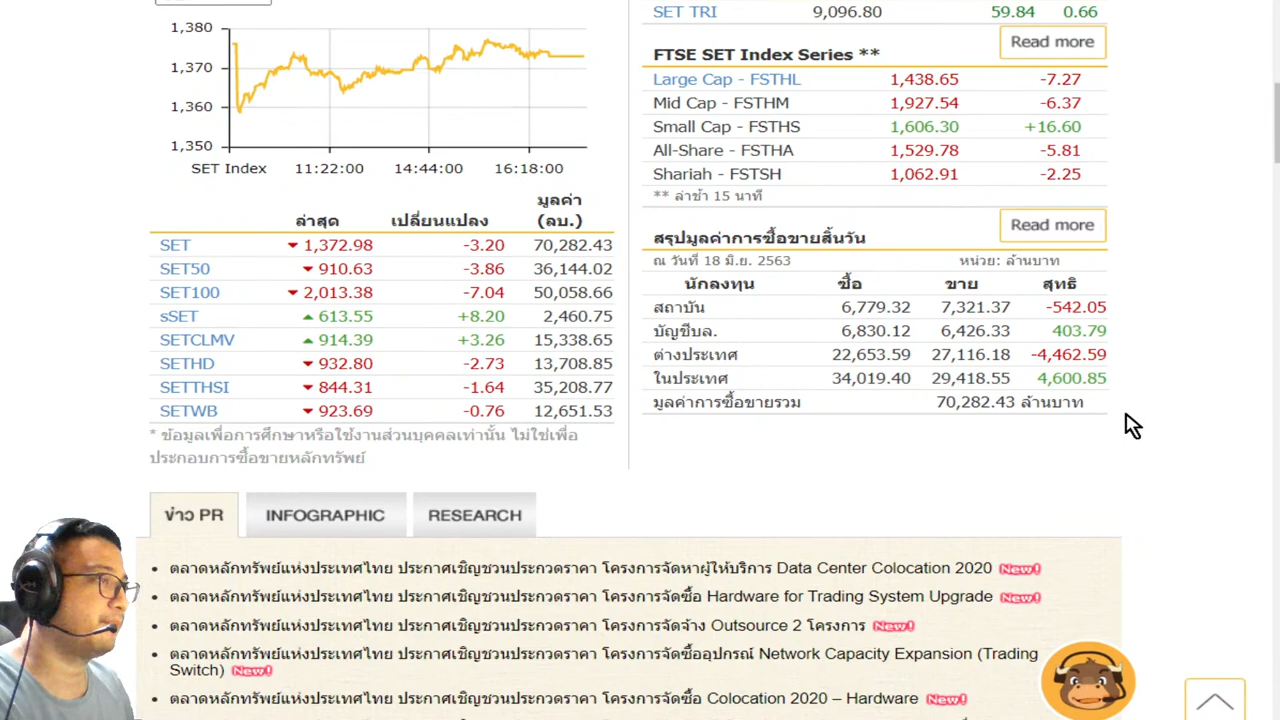 1,380
1,370
1,360
1,350
SET Index 11:22:00 14:44:00 16:18:00
มูลค่า
ล่าสุด เปลี่ยนแปลง (ลบ.)
SET 1,372.98 -3.20 70,282.43
SET50 910.63 -3.86 36,144.02
SET100 2,013.38 -7.04 50,058.66
sSET 613.55 +8.20 2,460.75
SETCLMV 914.39 +3.26 15,338.65
SETHD 932.80 -2.73 13,708.85
SETTHSI 844.31 -1.64 35,208.77
SETWB 923.69 -0.76 12,651.53
* ข้อมูลเพื่อการศึกษาหรือใช้งานส่วนบุคคลเท่านั้น ไม่ใช่เพื่อ
ประกอบการซื้อขายหลักทรัพย์
SET TRI 9,096.80 59.84 0.66
Read more
FTSE SET Index Series **
Large Cap - FSTHL 1,438.65 -7.27
Mid Cap - FSTHM 1,927.54 -6.37
Small Cap - FSTHS 1,606.30 +16.60
All-Share - FSTHA 1,529.78 -5.81
Shariah - FSTSH 1,062.91 -2.25
** ล่าช้า 15 นาที
Read more
สรุปมูลค่าการซื้อขายสิ้นวัน
ณ วันที่ 18 มิ.ย. 2563 หน่วย: ล้านบาท
นักลงทุน ซื้อ ขาย สุทธิ
สถาบัน 6,779.32 7,321.37 -542.05
บัญชีบล. 6,830.12 6,426.33 403.79
ต่างประเทศ 22,653.59 27,116.18 -4,462.59
ในประเทศ 34,019.40 29,418.55 4,600.85
มูลค่าการซื้อขายรวม 70,282.43 ล้านบาท
ข่าว PR INFOGRAPHIC RESEARCH
• ตลาดหลักทรัพย์แห่งประเทศไทย ประกาศเชิญชวนประกวดราคา โครงการจัดหาผู้ให้บริการ Data Center Colocation 2020 New!
• ตลาดหลักทรัพย์แห่งประเทศไทย ประกาศเชิญชวนประกวดราคา โครงการจัดซื้อ Hardware for Trading System Upgrade New!
• ตลาดหลักทรัพย์แห่งประเทศไทย ประกาศเชิญชวนประกวดราคา โครงการจัดจ้าง Outsource 2 โครงการ New!
• ตลาดหลักทรัพย์แห่งประเทศไทย ประกาศเชิญชวนประกวดราคา โครงการจัดซื้ออุปกรณ์ Network Capacity Expansion (Trading
Switch) New!
• ตลาดหลักทรัพย์แห่งประเทศไทย ประกาศเชิญชวนประกวดราคา โครงการจัดซื้อ Colocation 2020 – Hardware New!